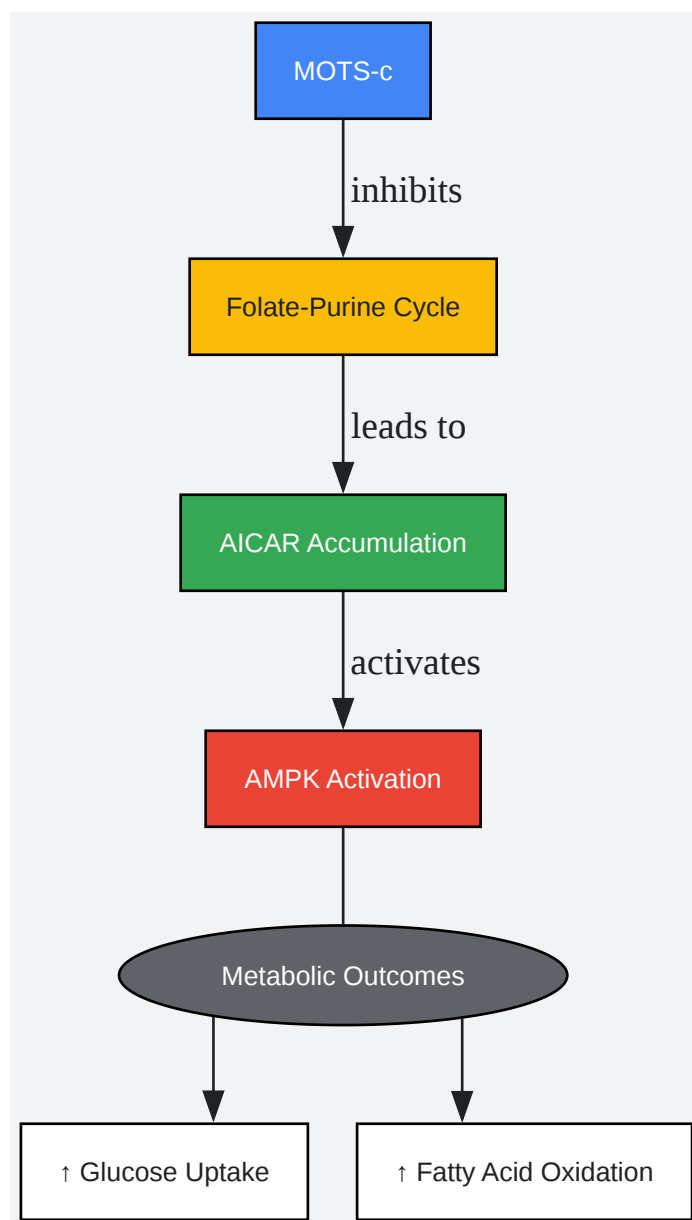 MOTS-c
inhibits
Folate-Purine Cycle
leads to
AICAR Accumulation
activates
AMPK Activation
Metabolic Outcomes
↑ Glucose Uptake
↑ Fatty Acid Oxidation